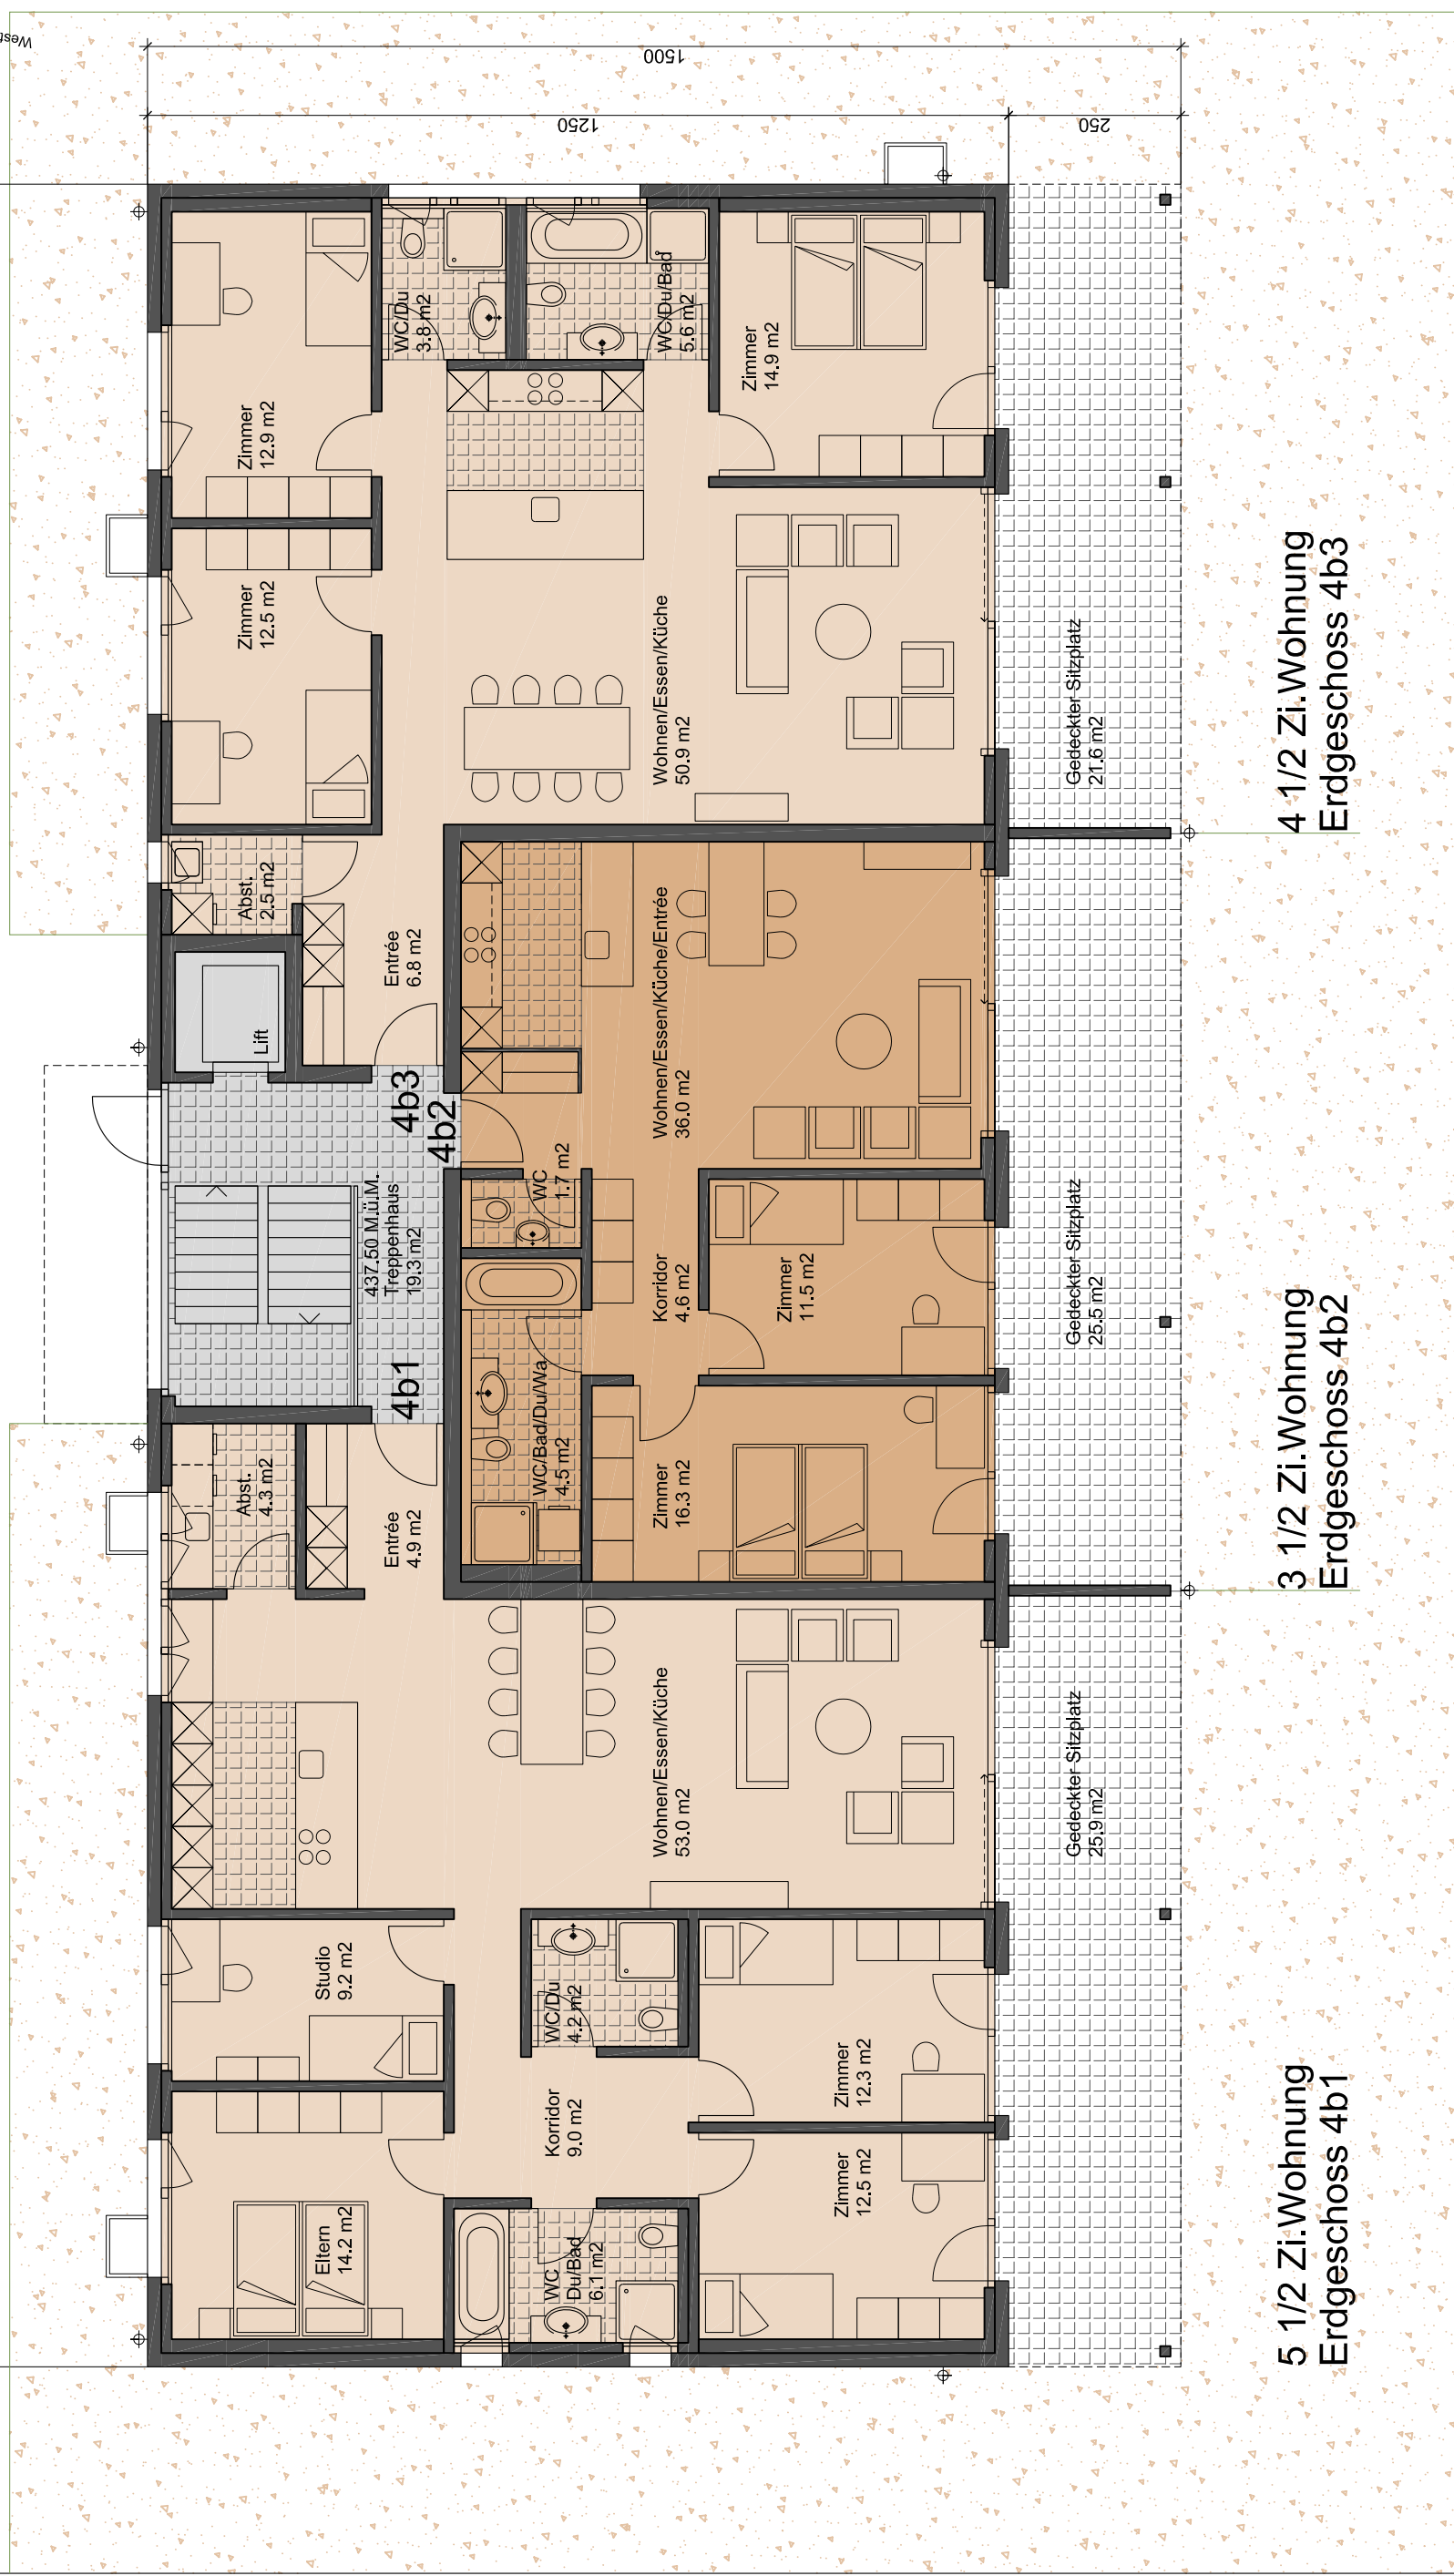 West
1500
1250
250
Zimmer
12.9 m2
WC/Du
3.8 m2
WC/Du/Bad
5.6 m2
Zimmer
14.9 m2
Zimmer
12.5 m2
Wohnen/Essen/Küche
50.9 m2
Gedeckter Sitzplatz
21.6 m2
4 1/2 Zi.Wohnung
Erdgeschoss 4b3
Abst.
2.5 m2
Entrée
6.8 m2
Lift
4b3
4b2
437.50 M.ü.M.
Treppenhaus
19.3 m2
4b1
Wohnen/Essen/Küche/Entrée
36.0 m2
WC
1.7 m2
Korridor
4.6 m2
Zimmer
11.5 m2
WC/Bad/Du/Wa
4.5 m2
Zimmer
16.3 m2
Gedeckter Sitzplatz
25.5 m2
3 1/2 Zi.Wohnung
Erdgeschoss 4b2
Abst.
4.3 m2
Entrée
4.9 m2
Wohnen/Essen/Küche
53.0 m2
Gedeckter Sitzplatz
25.9 m2
Studio
9.2 m2
WC/Du
4.2 m2
Zimmer
12.3 m2
Korridor
9.0 m2
Eltern
14.2 m2
WC
Du/Bad
6.1 m2
Zimmer
12.5 m2
5 1/2 Zi.Wohnung
Erdgeschoss 4b1